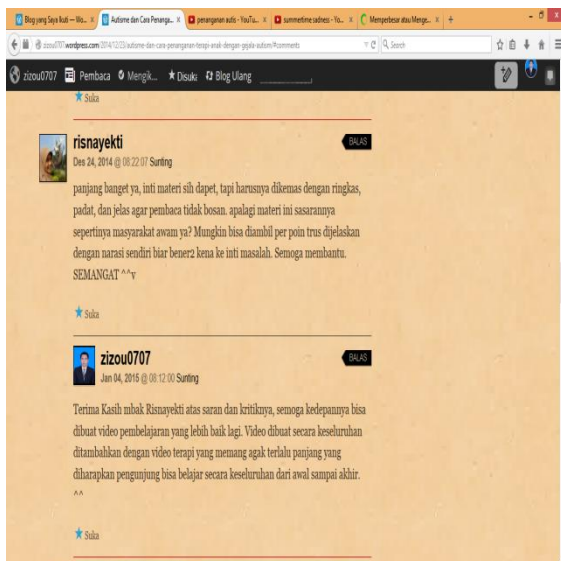 Blog yang Saya Ikuti — Wo...
Autisme dan Cara Penanga...
penanganan autis - YouTu...
summertime sadness - Yo...
Memperbesar atau Menge...
zizou0707.wordpress.com/2014/12/23/autisme-dan-cara-penanganan-terapi-anak-dengan-gejala-autism/#comments
Search
zizou0707 Pembaca Mengik... Disukai Blog Ulang
Suka
risnayekti
BALAS
Des 24, 2014 @ 08:22:07 Sunting
panjang banget ya, inti materi sih dapet, tapi harusnya dikemas dengan ringkas,
padat, dan jelas agar pembaca tidak bosan. apalagi materi ini sasarannya
sepertinya masyarakat awam ya? Mungkin bisa diambil per poin trus dijelaskan
dengan narasi sendiri biar bener2 kena ke inti masalah. Semoga membantu.
SEMANGAT ^^v
Suka
zizou0707
BALAS
Jan 04, 2015 @ 08:12:00 Sunting
Terima Kasih mbak Risnayekti atas saran dan kritiknya, semoga kedepannya bisa
dibuat video pembelajaran yang lebih baik lagi. Video dibuat secara keseluruhan
ditambahkan dengan video terapi yang memang agak terlalu panjang yang
diharapkan pengunjung bisa belajar secara keseluruhan dari awal sampai akhir.
^^
Suka